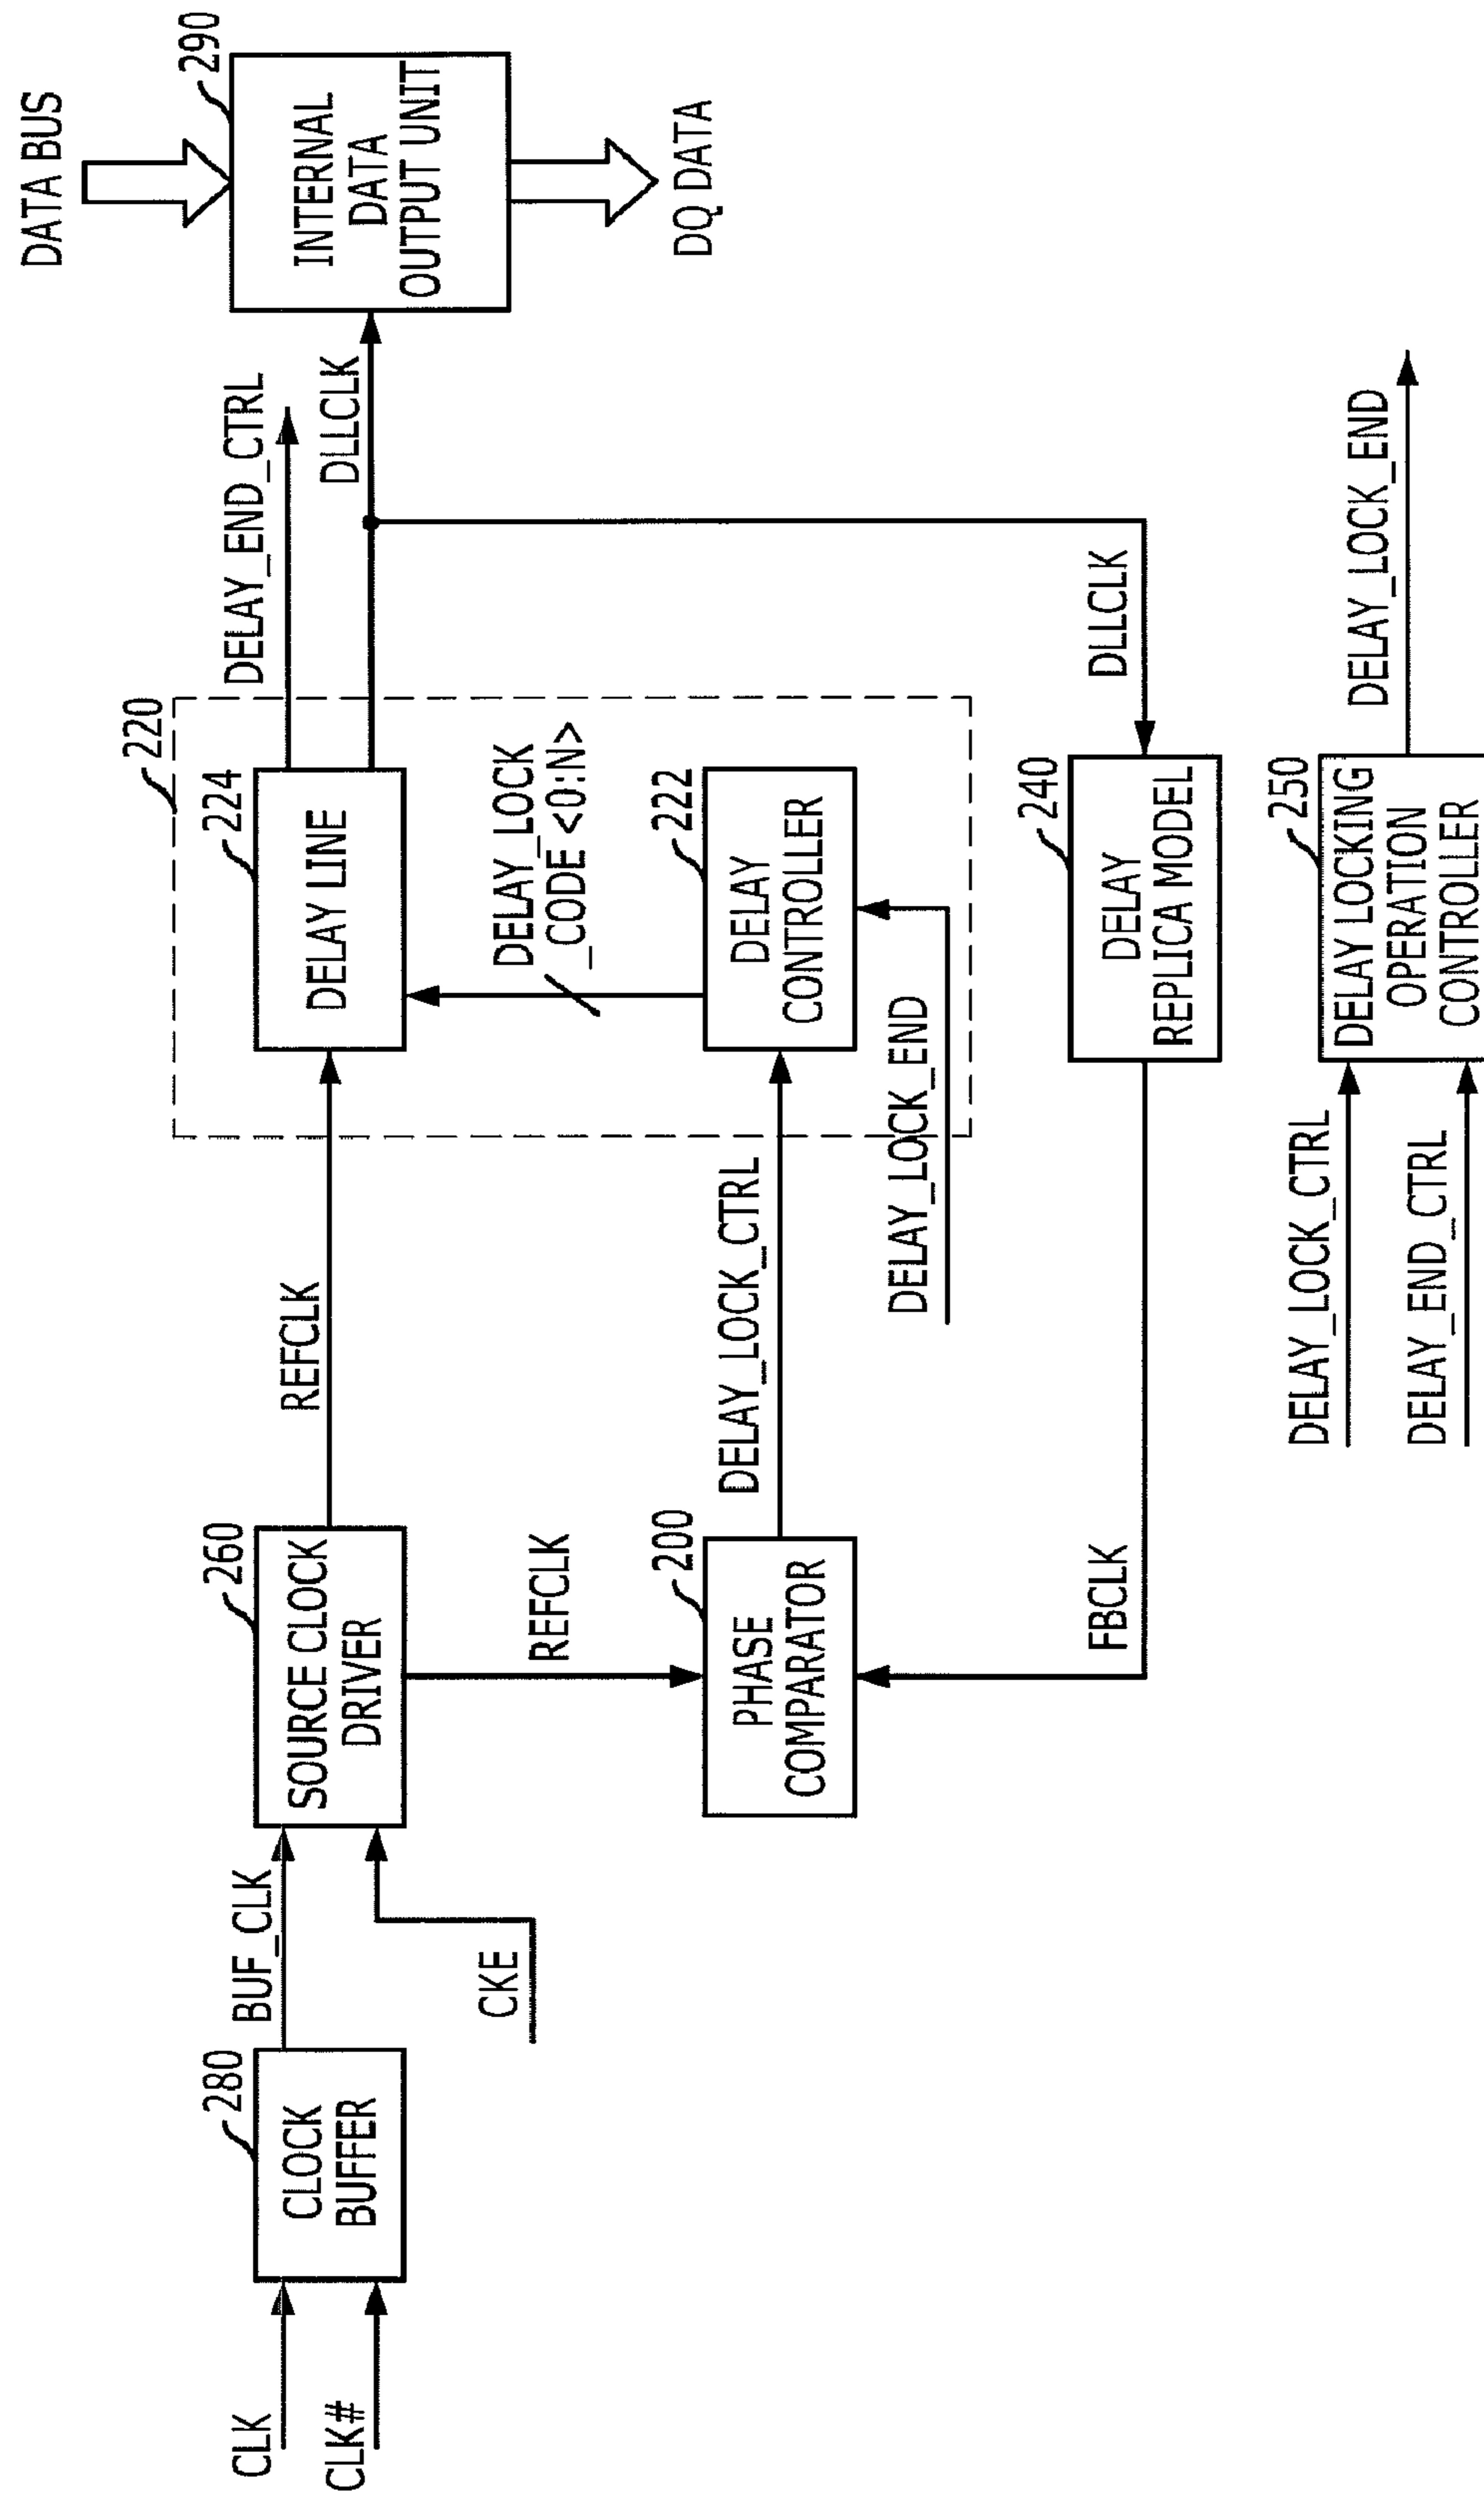 CLK
CLK#
280
CLOCK
BUFFER
BUF_CLK
CKE
260
SOURCE CLOCK
DRIVER
REFCLK
REFCLK
200
PHASE
COMPARATOR
DELAY_LOCK_CTRL
DELAY_LOCK_END
FBCLK
220
224
DELAY LINE
DELAY_LOCK
_CODE <0:N>
222
DELAY
CONTROLLER
DELAY_END_CTRL
DLLCLK
DLLCLK
240
DELAY
REPLICA MODEL
DATA BUS
290
INTERNAL
DATA
OUTPUT UNIT
DQ DATA
DELAY_LOCK_CTRL
DELAY_END_CTRL
250
DELAY LOCKING
OPERATION
CONTROLLER
DELAY_LOCK_END